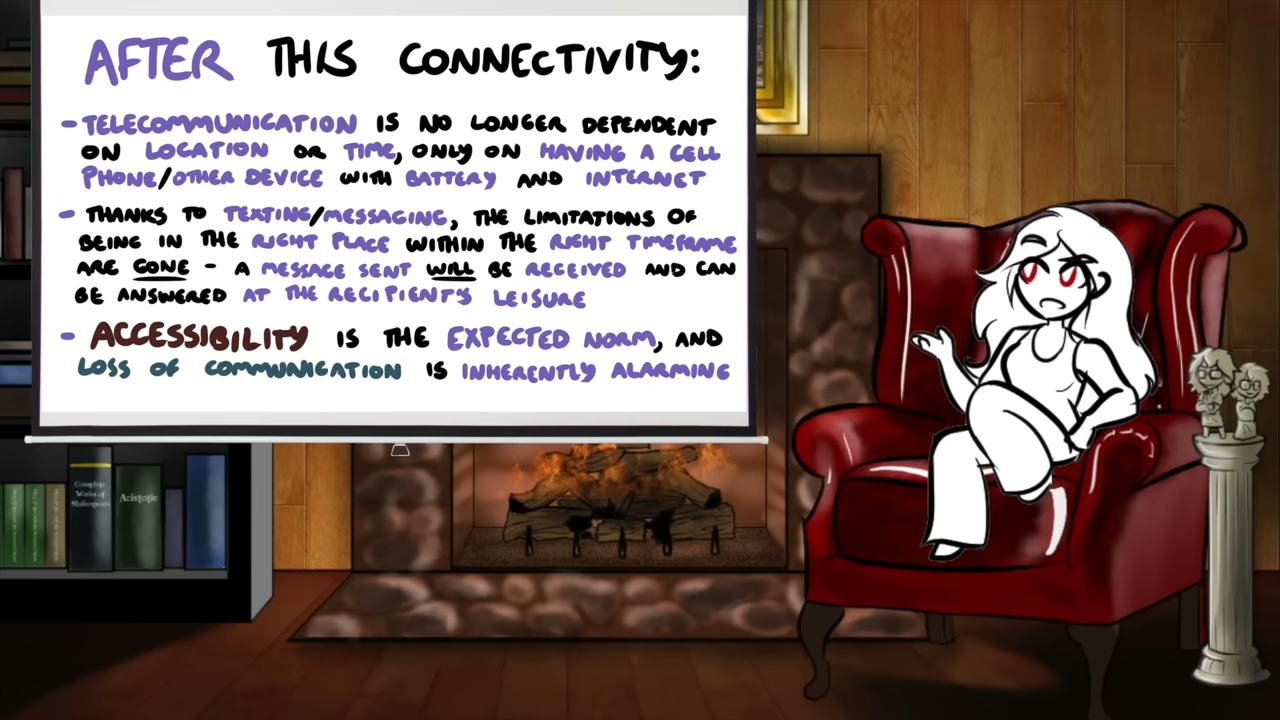 AFTER THIS CONNECTIVITY:
- TELECOMMUNICATION IS NO LONGER DEPENDENT
ON LOCATION OR TIME, ONLY ON HAVING A CELL
PHONE/OTHER DEVICE WITH BATTERY AND INTERNET
- THANKS TO TEXTING/MESSAGING, THE LIMITATIONS OF
BEING IN THE RIGHT PLACE WITHIN THE RIGHT TIMEFRAME
ARE GONE - A MESSAGE SENT WILL BE RECEIVED AND CAN
BE ANSWERED AT THE RECIPIENT'S LEISURE
- ACCESSIBILITY IS THE EXPECTED NORM, AND
LOSS OF COMMUNICATION IS INHERENTLY ALARMING
Complete
Works of
Shakespeare
Aristotle